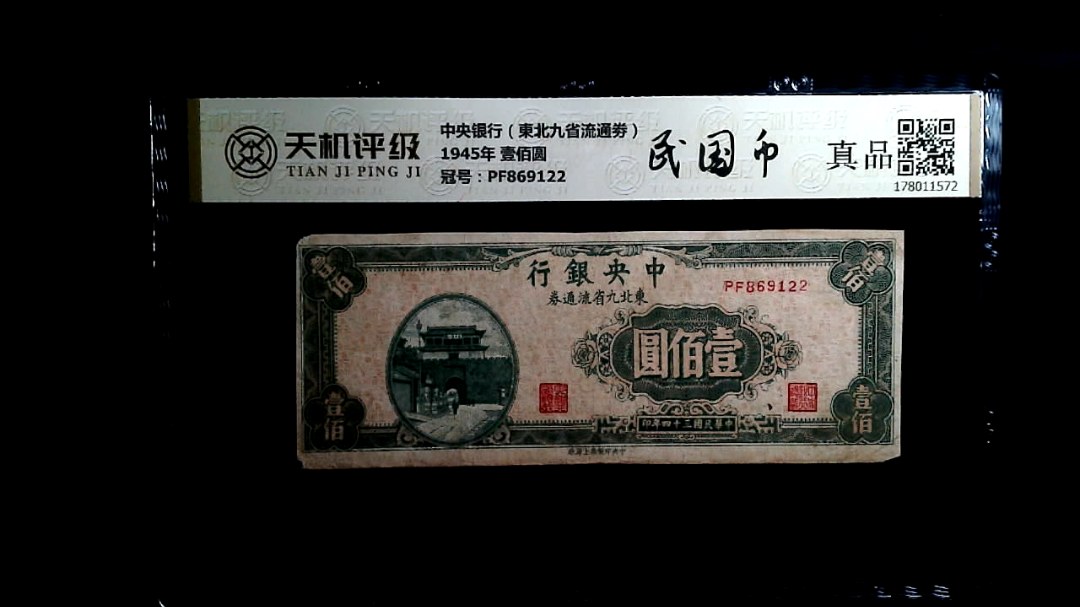 天机评级
TIAN JI PING JI
中央银行（東北九省流通券）
1945年 壹佰圆
冠号：PF869122
民国币
真品
178011572
中央銀行
東北九省流通券
PF869122
壹佰
壹佰
壹佰圓
壹佰
壹佰
中華民國三十四年印